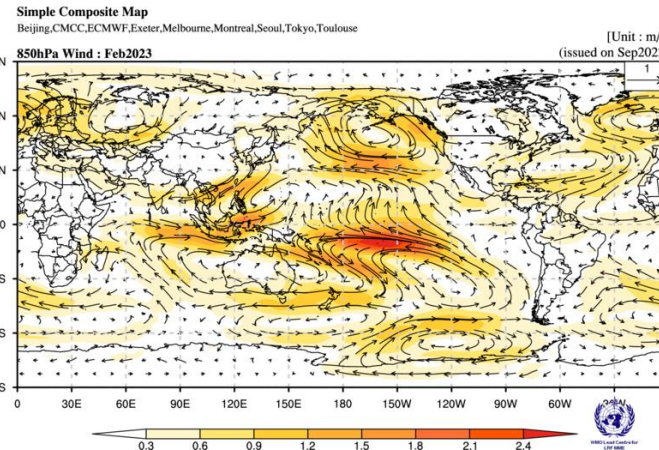 Simple Composite Map
Beijing,CMCC,ECMWF,Exeter,Melbourne,Montreal,Seoul,Tokyo,Toulouse
[Unit : m/
850hPa Wind : Feb2023
(issued on Sep202
1
N
N
N
0
S
S
S
0 30E 60E 90E 120E 150E 180 150W 120W 90W 60W
0.3 0.6 0.9 1.2 1.5 1.8 2.1 2.4
WMO Lead Centre for
LRF MME